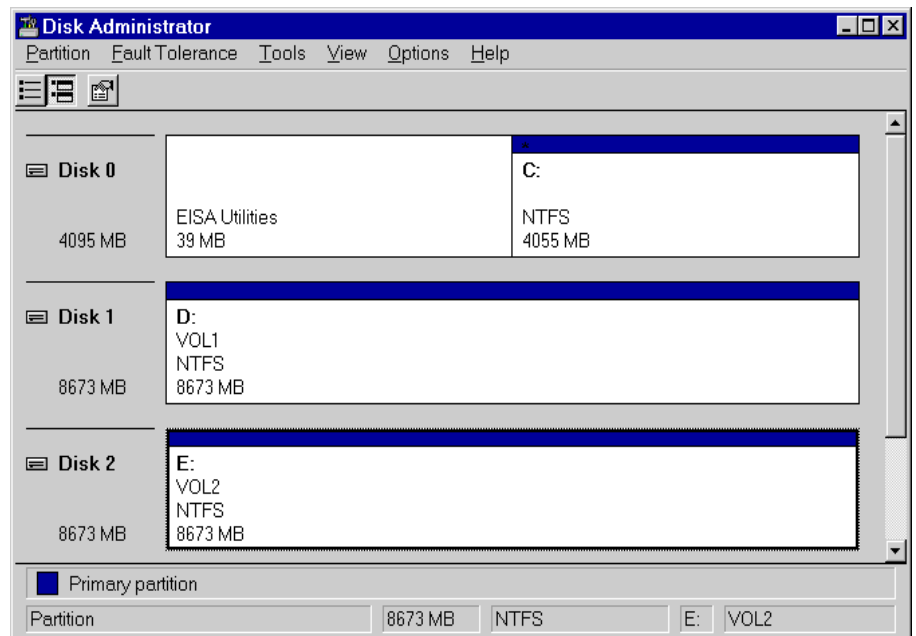 Disk Administrator
Partition Fault Tolerance Tools View Options Help
Disk 0
4095 MB
EISA Utilities
39 MB
C:
NTFS
4055 MB
Disk 1
8673 MB
D:
VOL1
NTFS
8673 MB
Disk 2
8673 MB
E:
VOL2
NTFS
8673 MB
Primary partition
Partition 8673 MB NTFS E: VOL2